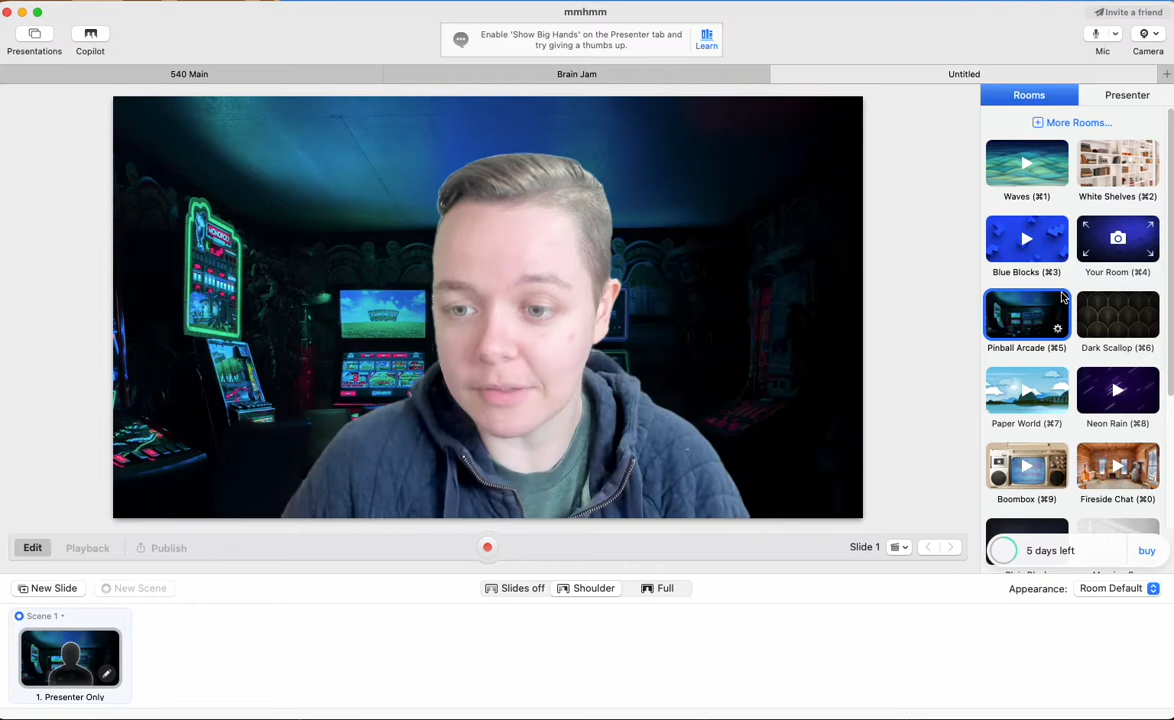 mmhmm
Invite a friend
Presentations
Copilot
Enable 'Show Big Hands' on the Presenter tab and
try giving a thumbs up.
Learn
Mic
Camera
540 Main
Brain Jam
Untitled
+
Rooms
Presenter
More Rooms...
Waves (⌘1)
White Shelves (⌘2)
Blue Blocks (⌘3)
Your Room (⌘4)
Pinball Arcade (⌘5)
Dark Scallop (⌘6)
Paper World (⌘7)
Neon Rain (⌘8)
Boombox (⌘9)
Fireside Chat (⌘0)
5 days left
buy
MONOPOLY
Edit
Playback
Publish
Slide 1
New Slide
New Scene
Slides off
Shoulder
Full
Appearance:
Room Default
Scene 1
1. Presenter Only